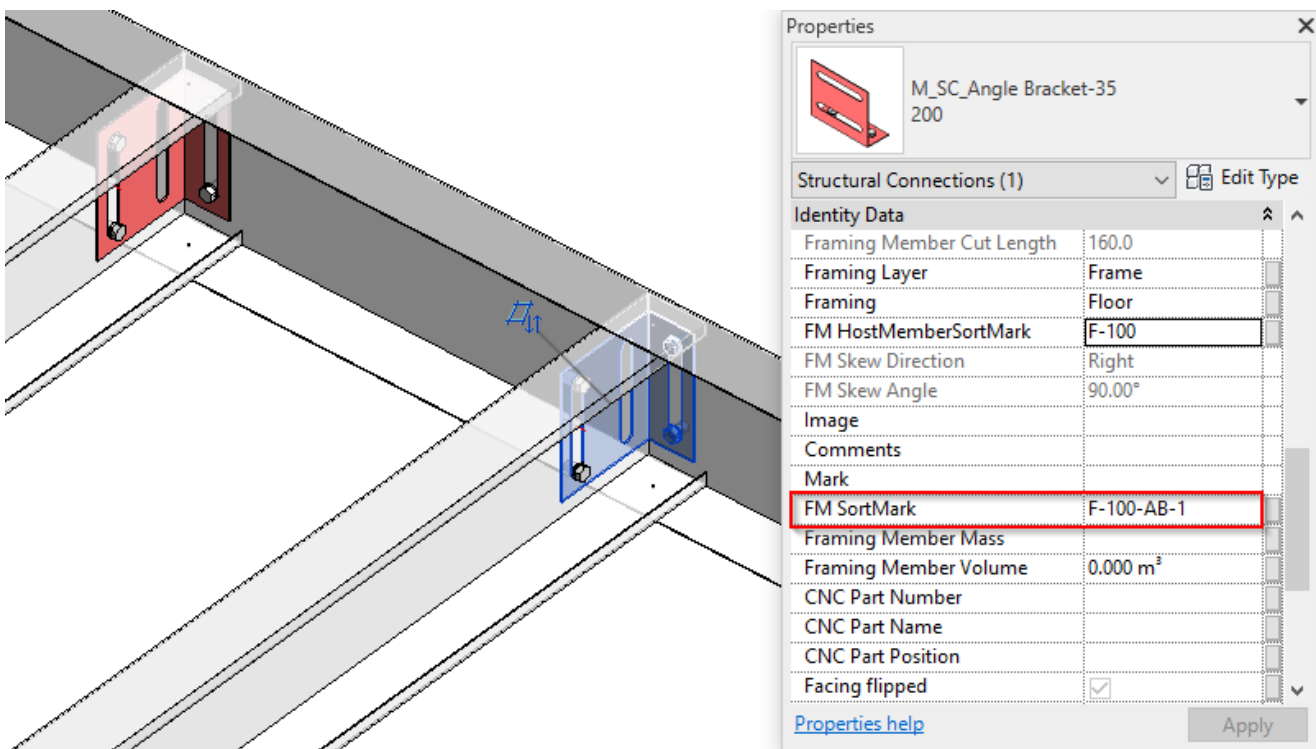 Properties
M_SC_Angle Bracket-35
200
Structural Connections (1)
Edit Type
Identity Data
Framing Member Cut Length 160.0
Framing Layer Frame
Framing Floor
FM HostMemberSortMark F-100
FM Skew Direction Right
FM Skew Angle 90.00°
Image
Comments
Mark
FM SortMark F-100-AB-1
Framing Member Mass
Framing Member Volume 0.000 m³
CNC Part Number
CNC Part Name
CNC Part Position
Facing flipped
Properties help
Apply